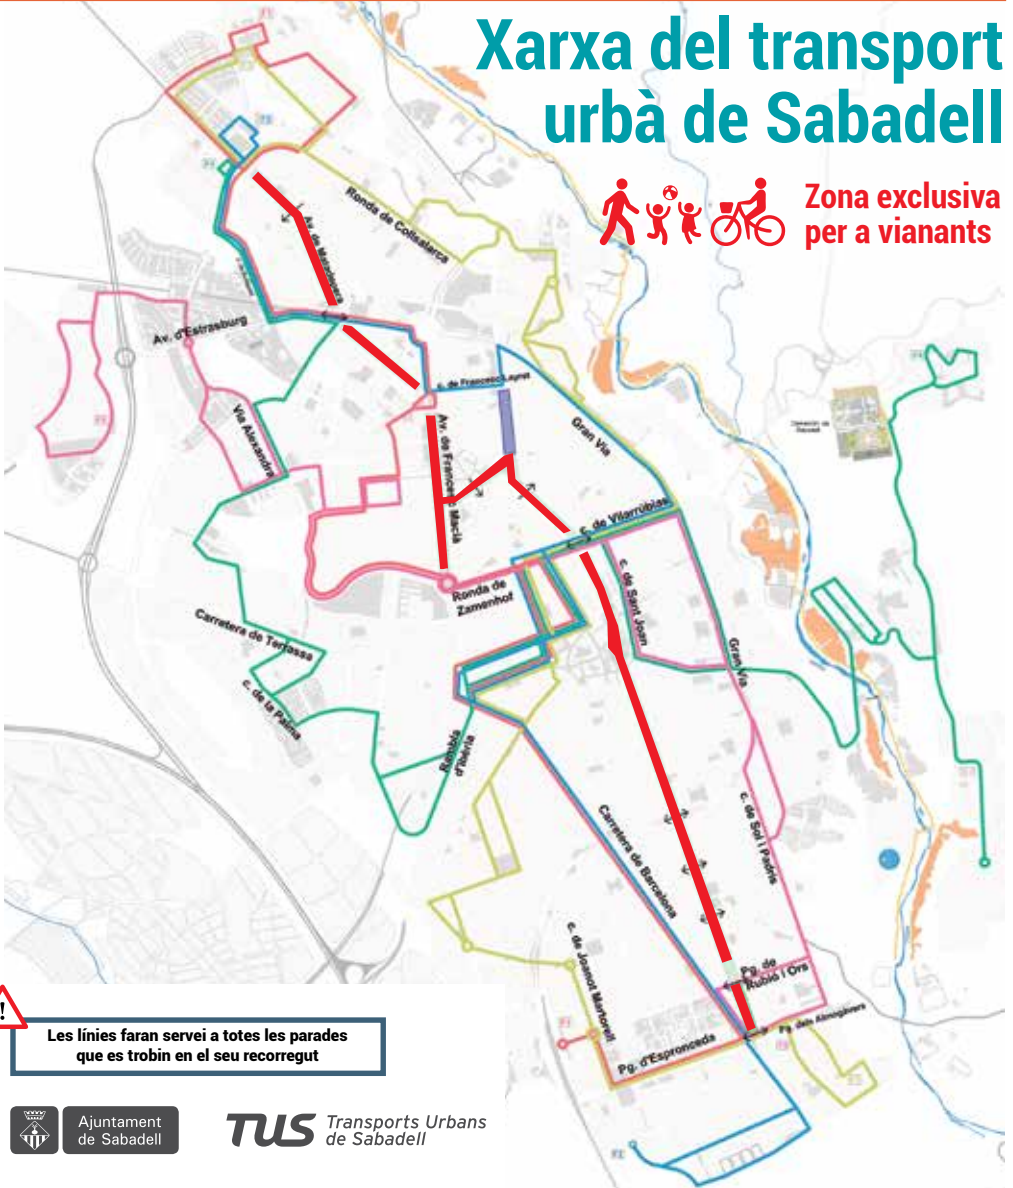 Xarxa del transport
urbà de Sabadell
Zona exclusiva
per a vianants
Ronda de Collsalarca
Av. de Matadepera
Av. d'Estrasburg
Via Alexandra
c. de Francesc Layret
Gran Via
Av. de Francesc Macià
c. de Vilarrúbias
Ronda de
Zamenhof
c. de Sant Joan
Gran Via
Carretera de Terrassa
c. de la Palma
Rambla
d'Ibèria
Carretera de Barcelona
c. de Sol i Padrís
c. de Joanot Martorell
Pg. de
Rubió i Ors
Pg. d'Espronceda
Pg. dels Almogàvers
!
Les línies faran servei a totes les parades
que es trobin en el seu recorregut
Ajuntament
de Sabadell
TUS Transports Urbans
de Sabadell